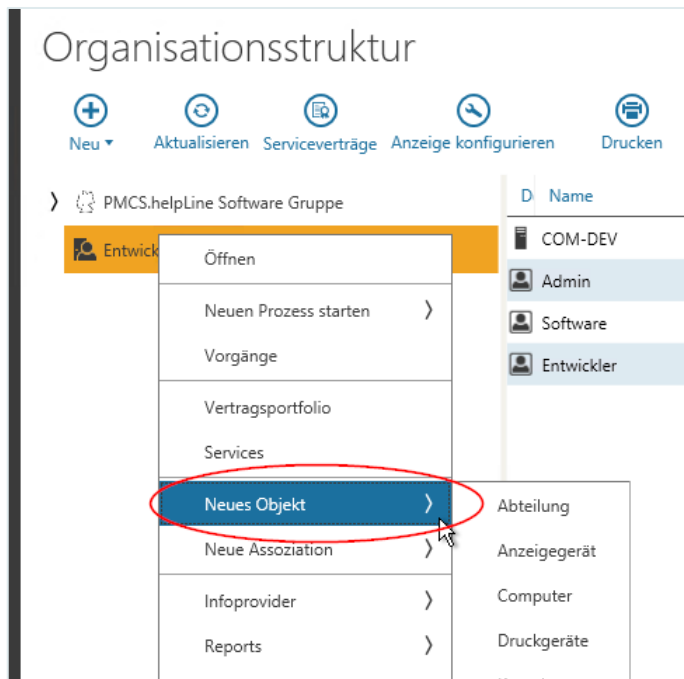 Organisationsstruktur
Neu Aktualisieren Serviceverträge Anzeige konfigurieren Drucken
PMCS.helpLine Software Gruppe
Entwick
D Name
COM-DEV
Admin
Software
Entwickler
Öffnen
Neuen Prozess starten
Vorgänge
Vertragsportfolio
Services
Neues Objekt
Neue Assoziation
Infoprovider
Reports
Abteilung
Anzeigegerät
Computer
Druckgeräte